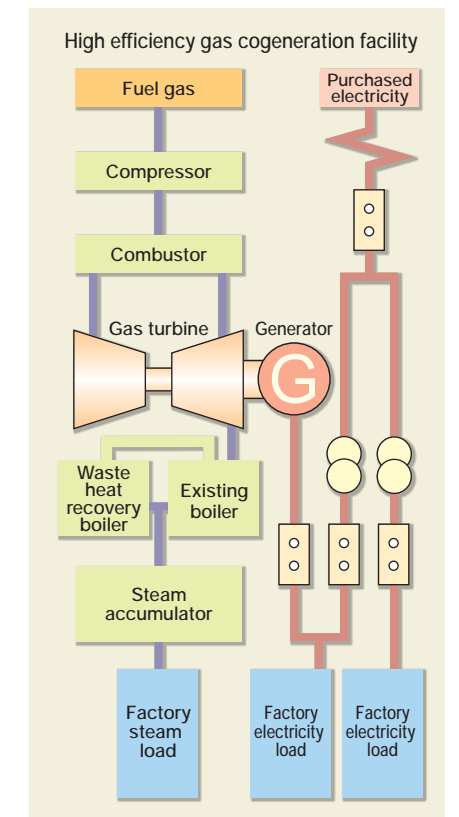 High efficiency gas cogeneration facility
Fuel gas
Purchased
electricity
Compressor
Combustor
Gas turbine
Generator
G
Waste
heat
recovery
boiler
Existing
boiler
Steam
accumulator
Factory
steam
load
Factory
electricity
load
Factory
electricity
load